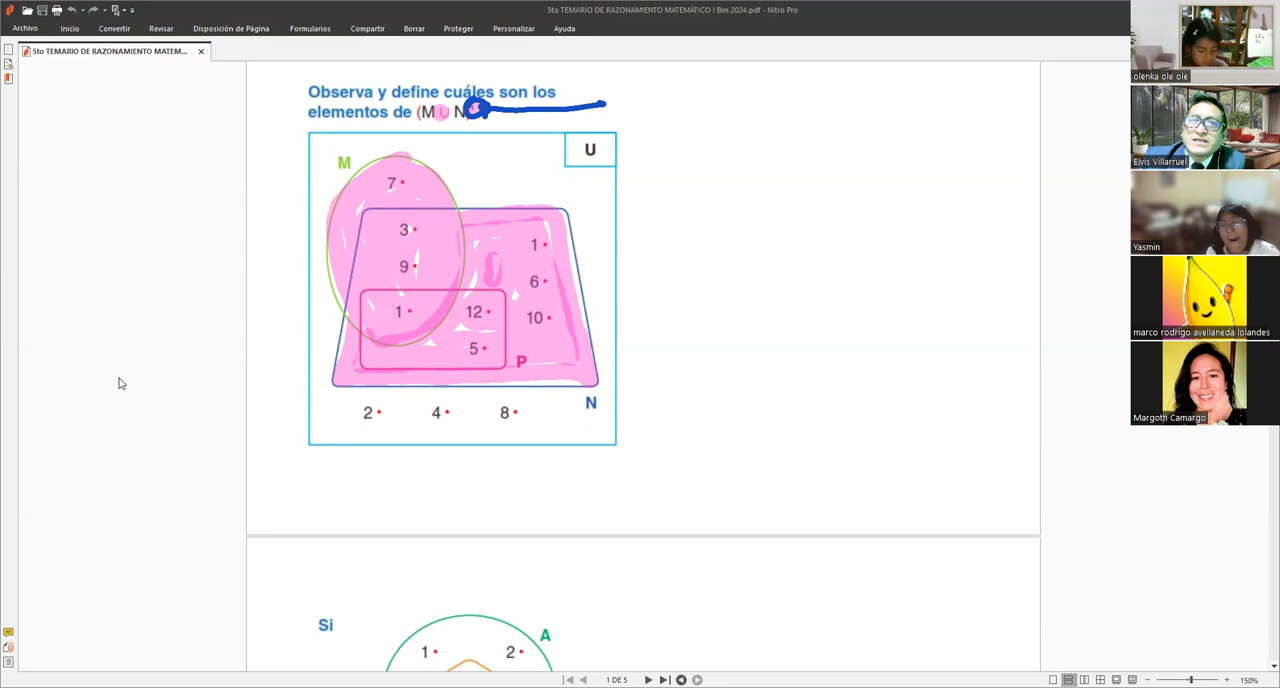 5to TEMARIO DE RAZONAMIENTO MATEMÁTICO I Bim 2024.pdf - Nitro Pro
Archivo Inicio Convertir Revisar Disposición de Página Formularios Compartir Borrar Proteger Personalizar Ayuda
5to TEMARIO DE RAZONAMIENTO MATEM...
olenka ole ole
Elvis Villarruel
Yasmin
marco rodrigo avellaneda lolandes
Margoth Camargo
Observa y define cuáles son los
elementos de (M ∪ N)
U
M
7
3
1
9
6
1
12
10
5
P
N
2 4 8
Si
A
1 2
1 DE 5
150%